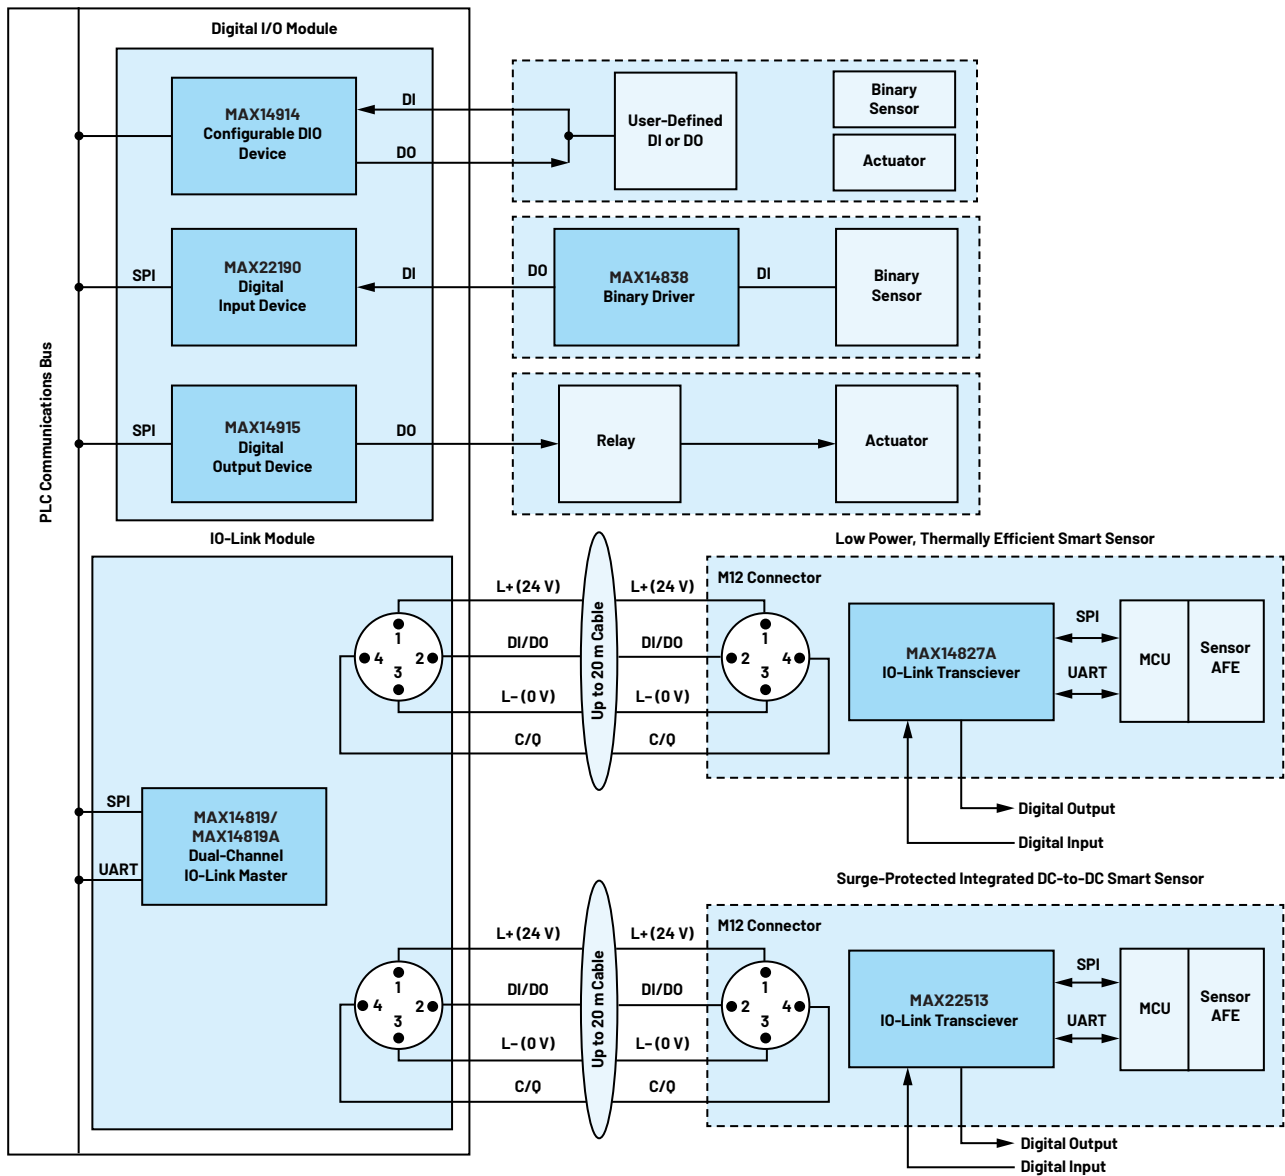 Digital I/O Module
PLC Communications Bus
MAX14914
Configurable DIO
Device
DI
DO
User-Defined
DI or DO
Binary
Sensor
Actuator
SPI
MAX22190
Digital
Input Device
DI
DO
MAX14838
Binary Driver
DI
Binary
Sensor
SPI
MAX14915
Digital
Output Device
DO
Relay
Actuator
IO-Link Module
Low Power, Thermally Efficient Smart Sensor
L+ (24 V)
DI/DO
L– (0 V)
C/Q
1
4
2
3
Up to 20 m Cable
L+ (24 V)
DI/DO
L– (0 V)
C/Q
M12 Connector
1
2
4
3
MAX14827A
IO-Link Transciever
SPI
UART
MCU
Sensor
AFE
Digital Output
Digital Input
SPI
UART
MAX14819/
MAX14819A
Dual-Channel
IO-Link Master
Surge-Protected Integrated DC-to-DC Smart Sensor
L+ (24 V)
DI/DO
L– (0 V)
C/Q
1
4
2
3
Up to 20 m Cable
L+ (24 V)
DI/DO
L– (0 V)
C/Q
M12 Connector
1
2
4
3
MAX22513
IO-Link Transciever
SPI
UART
MCU
Sensor
AFE
Digital Output
Digital Input